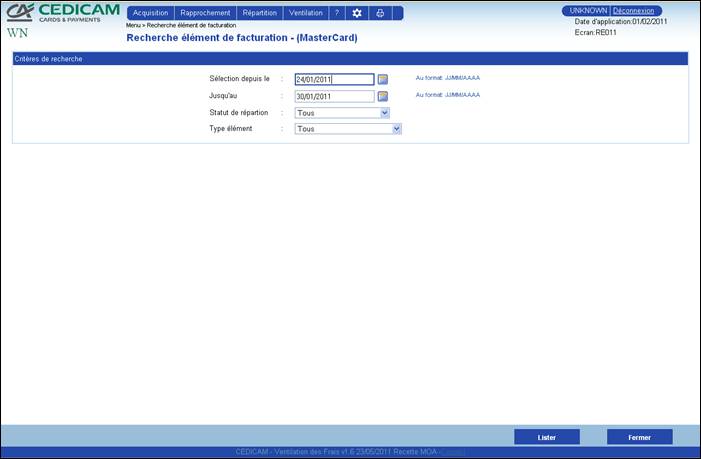 CEDICAM
CARDS & PAYMENTS
WN
Acquisition Rapprochement Répartition Ventilation ?
UNKNOWN Déconnexion
Date d'application:01/02/2011
Ecran:RE011
Menu > Recherche élément de facturation
Recherche élément de facturation - (MasterCard)
Critères de recherche
Sélection depuis le : 24/01/2011 Au format: JJ/MM/AAAA
Jusqu'au : 30/01/2011 Au format: JJ/MM/AAAA
Statut de répartion : Tous
Type élément : Tous
Lister Fermer
CEDICAM - Ventilation des Frais v1.6 23/05/2011 Recette MOA -